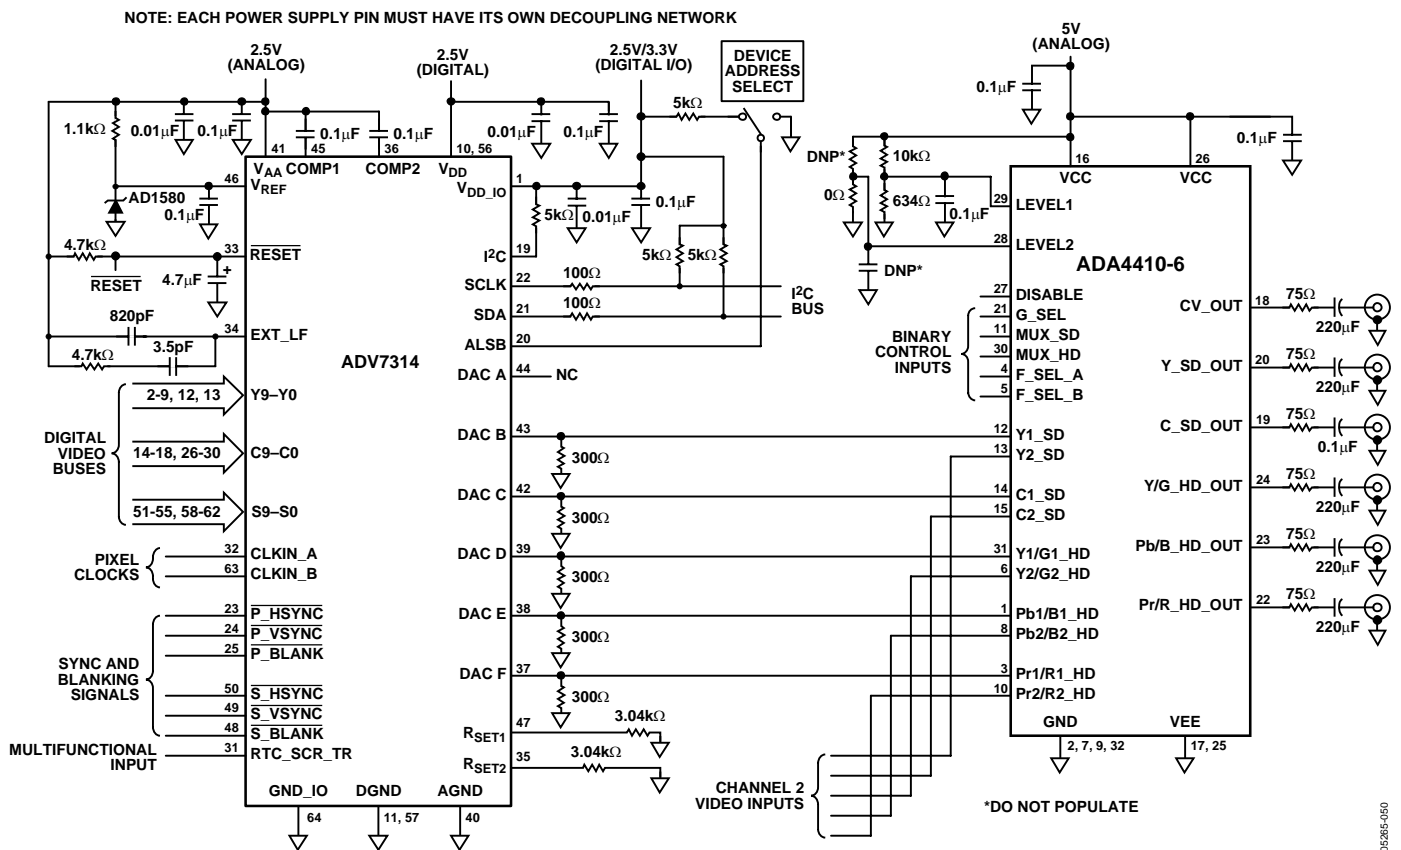 NOTE: EACH POWER SUPPLY PIN MUST HAVE ITS OWN DECOUPLING NETWORK
2.5V
(ANALOG)
2.5V
(DIGITAL)
2.5V/3.3V
(DIGITAL I/O)
DEVICE
ADDRESS
SELECT
5V
(ANALOG)
0.1μF
1.1kΩ
0.01μF
0.1μF
0.1μF
0.1μF
0.01μF
0.1μF
5kΩ
0.1μF
41
45
36
10, 56
VAA
COMP1
COMP2
VDD
46
VREF
AD1580
0.1μF
1
VDD_IO
5kΩ
0.01μF
0.1μF
DNP*
10kΩ
0Ω
634Ω
0.1μF
16
26
VCC
VCC
29
LEVEL1
28
LEVEL2
ADA4410-6
DNP*
4.7kΩ
33
RESET
RESET
4.7μF
+
19
I2C
5kΩ
5kΩ
22
SCLK
100Ω
21
SDA
100Ω
I2C
BUS
20
ALSB
820pF
34
EXT_LF
4.7kΩ
3.5pF
ADV7314
44
DAC A
NC
27
DISABLE
21
G_SEL
11
MUX_SD
30
MUX_HD
4
F_SEL_A
5
F_SEL_B
BINARY
CONTROL
INPUTS
CV_OUT
18
75Ω
220μF
Y_SD_OUT
20
75Ω
220μF
C_SD_OUT
19
75Ω
0.1μF
Y/G_HD_OUT
24
75Ω
220μF
Pb/B_HD_OUT
23
75Ω
220μF
Pr/R_HD_OUT
22
75Ω
220μF
DIGITAL
VIDEO
BUSES
2-9, 12, 13
Y9–Y0
14-18, 26-30
C9–C0
51-55, 58-62
S9–S0
DAC B
43
300Ω
12
Y1_SD
13
Y2_SD
DAC C
42
300Ω
14
C1_SD
15
C2_SD
DAC D
39
300Ω
31
Y1/G1_HD
6
Y2/G2_HD
DAC E
38
300Ω
1
Pb1/B1_HD
8
Pb2/B2_HD
DAC F
37
300Ω
3
Pr1/R1_HD
10
Pr2/R2_HD
PIXEL
CLOCKS
32
CLKIN_A
63
CLKIN_B
SYNC AND
BLANKING
SIGNALS
23
P_HSYNC
24
P_VSYNC
25
P_BLANK
50
S_HSYNC
49
S_VSYNC
48
S_BLANK
MULTIFUNCTIONAL
INPUT
31
RTC_SCR_TR
RSET1
47
3.04kΩ
RSET2
35
3.04kΩ
GND_IO
DGND
AGND
64
11, 57
40
GND
VEE
2, 7, 9, 32
17, 25
CHANNEL 2
VIDEO INPUTS
*DO NOT POPULATE
05265-050